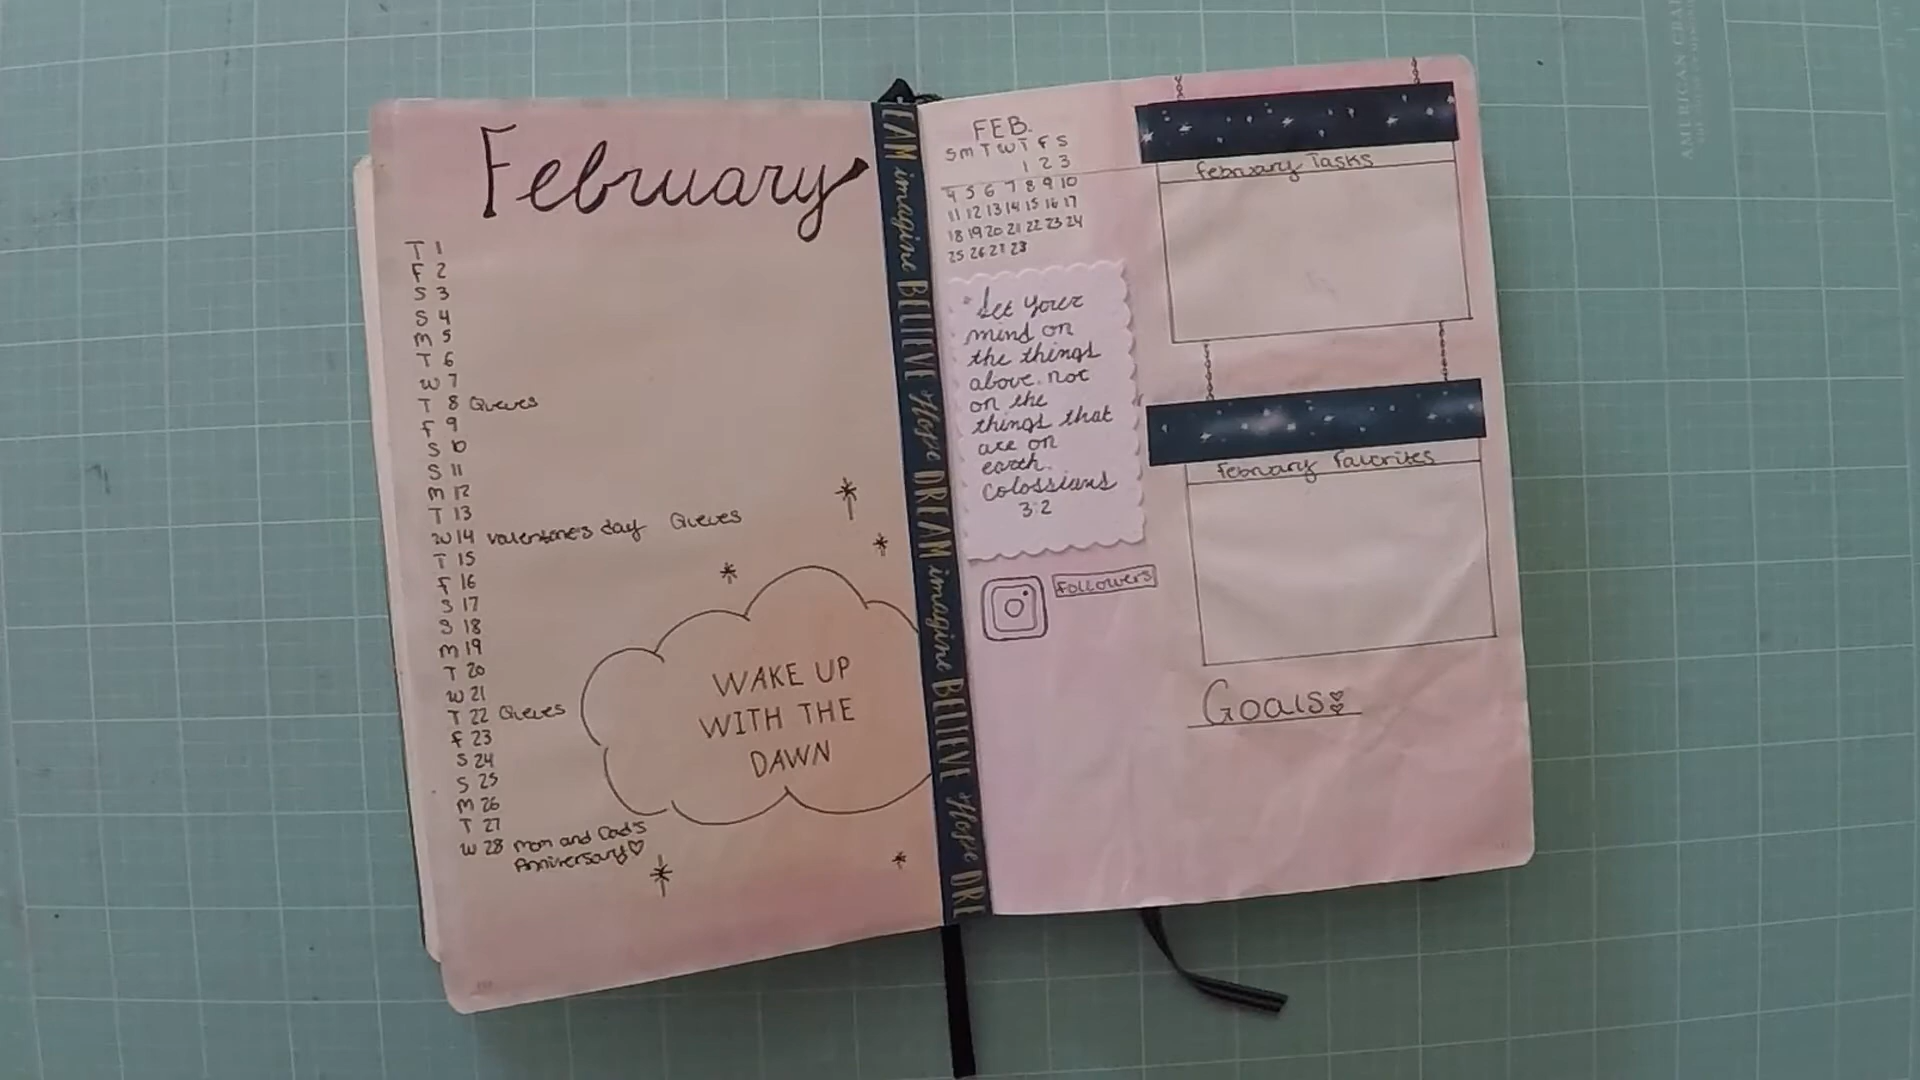 February
T 1
F 2
S 3
S 4
M 5
T 6
W 7
T 8 Queues
F 9
S 10
S 11
M 12
T 13
W 14 Valentine's day Queues
T 15
F 16
S 17
S 18
M 19
T 20
W 21
T 22 Queues
F 23
S 24
S 25
M 26
T 27
W 28 Mom and Dad's
Anniversary
WAKE UP
WITH THE
DAWN
EAM imagine BELIEVE Hope DREAM imagine BELIEVE Hope DRE
FEB.
S M T W T F S
1 2 3
4 5 6 7 8 9 10
11 12 13 14 15 16 17
18 19 20 21 22 23 24
25 26 27 28
"Set your
mind on
the things
above, not
on the
things that
are on
earth.
Colossians
3:2
Followers
February Tasks
February Favorites
Goals
AMERICAN CRA